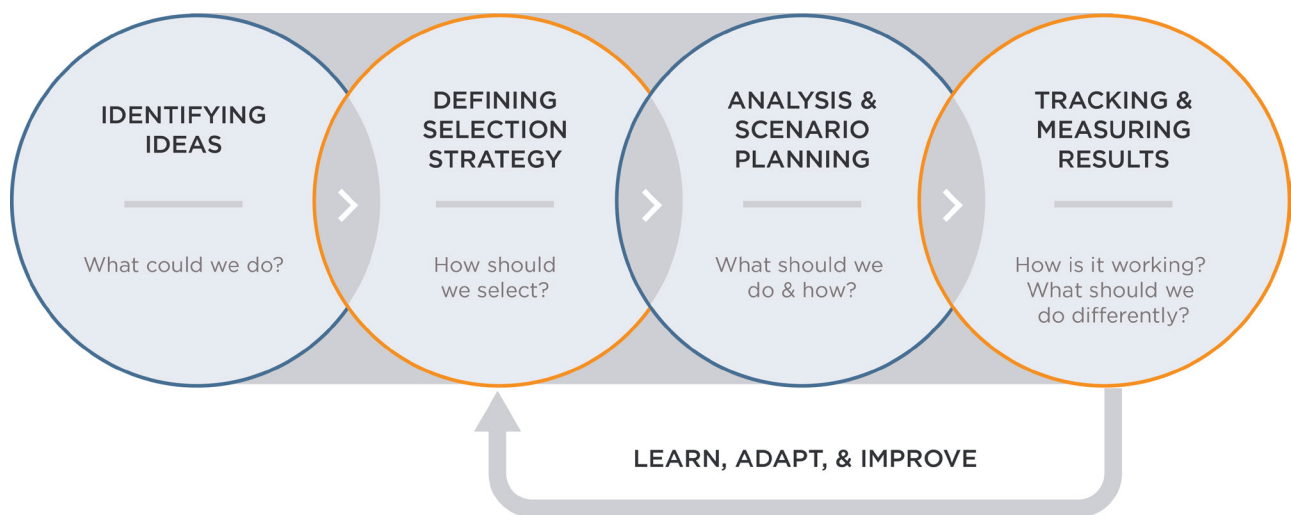 IDENTIFYING
IDEAS
What could we do?
DEFINING
SELECTION
STRATEGY
How should
we select?
ANALYSIS &
SCENARIO
PLANNING
What should we
do & how?
TRACKING &
MEASURING
RESULTS
How is it working?
What should we
do differently?
LEARN, ADAPT, & IMPROVE